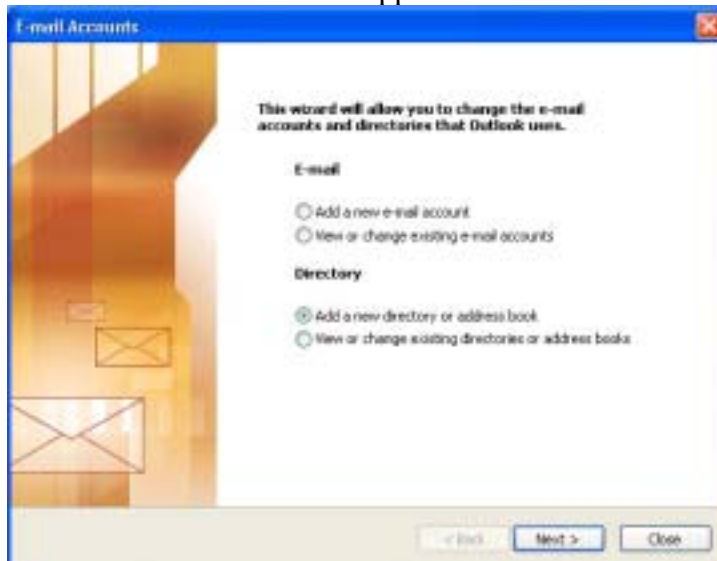 E-mail Accounts
This wizard will allow you to change the e-mail
accounts and directories that Outlook uses.
E-mail
Add a new e-mail account
View or change existing e-mail accounts
Directory
Add a new directory or address book.
View or change existing directories or address books
< Back Next > Close